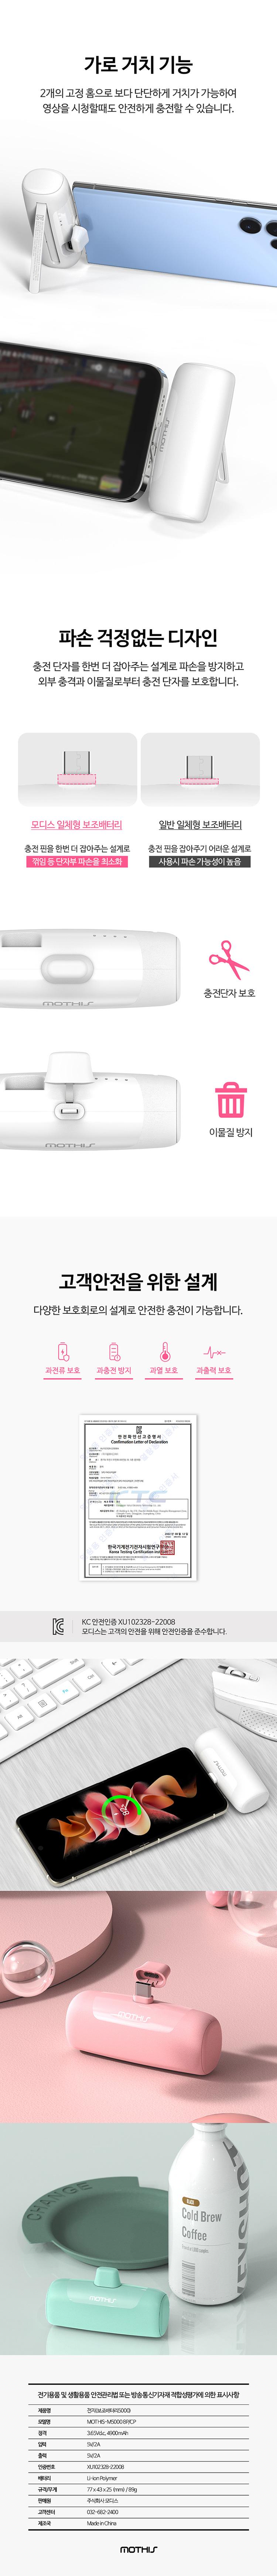 가로 거치 기능
2개의 고정 홈으로 보다 단단하게 거치가 가능하여
영상을 시청할때도 안전하게 충전할 수 있습니다.
MOTHIS
파손 걱정없는 디자인
충전 단자를 한번 더 잡아주는 설계로 파손을 방지하고
외부 충격과 이물질로부터 충전 단자를 보호합니다.
모디스 일체형 보조배터리
일반 일체형 보조배터리
충전 핀을 한번 더 잡아주는 설계로
꺾임 등 단자부 파손을 최소화
충전 핀을 잡아주기 어려운 설계로
사용시 파손 가능성이 높음
MOTHIS
충전단자 보호
MOTHIS
이물질 방지
고객안전을 위한 설계
다양한 보호회로의 설계로 안전한 충전이 가능합니다.
과전류 보호
과충전 방지
과열 보호
과출력 보호
안전확인신고증명서
Confirmation Letter of Declaration
KTC
한국기계전기전자시험연구원
Korea Testing Certification
KC 안전인증 XU102328-22008
모디스는 고객의 안전을 위해 안전인증을 준수합니다.
MOTHIS
MOTHIS
CHANGE
Cold Brew
Coffee
MOTHIS
전기용품 및 생활용품 안전관리법 또는 방송통신기자재 적합성평가에 의한 표시사항
제품명 전지(보조배터리5000)
모델명 MOTHIS-M5000 8P/CP
정격 3.65Vd.c, 4900mAh
입력 5V/2A
출력 5V/2A
인증번호 XU102328-22008
배터리 Li-Ion Polymer
규격/무게 77 x 43 x 25 (mm) / 89g
판매원 주식회사 모디스
고객센터 032-682-2400
제조국 Made in China
MOTHIS